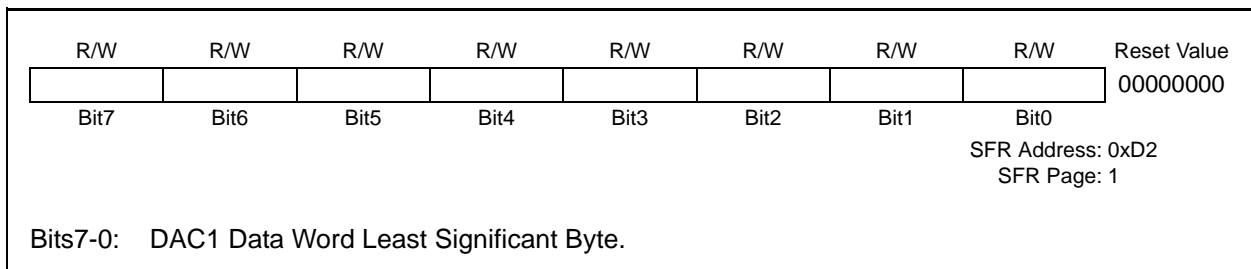 R/W R/W R/W R/W R/W R/W R/W R/W Reset Value
00000000
Bit7 Bit6 Bit5 Bit4 Bit3 Bit2 Bit1 Bit0
SFR Address: 0xD2
SFR Page: 1
Bits7-0: DAC1 Data Word Least Significant Byte.